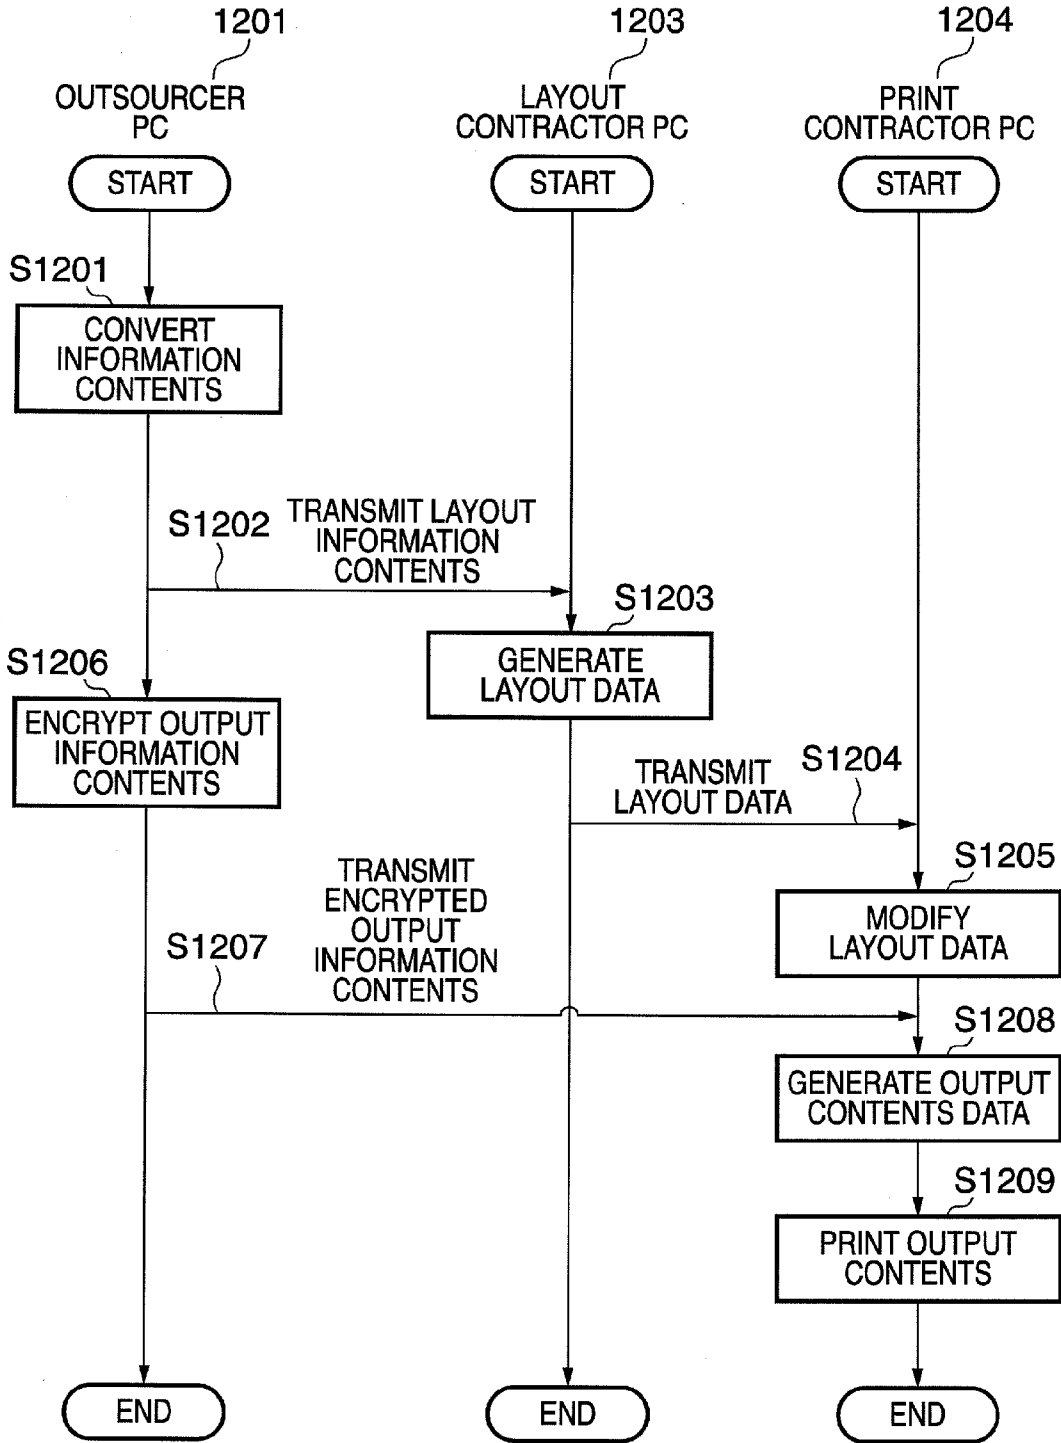 1201
1203
1204
OUTSOURCER
PC
LAYOUT
CONTRACTOR PC
PRINT
CONTRACTOR PC
START
START
START
S1201
CONVERT
INFORMATION
CONTENTS
S1202
TRANSMIT LAYOUT
INFORMATION
CONTENTS
S1203
GENERATE
LAYOUT DATA
S1206
ENCRYPT OUTPUT
INFORMATION
CONTENTS
TRANSMIT
LAYOUT DATA
S1204
S1205
MODIFY
LAYOUT DATA
TRANSMIT
ENCRYPTED
OUTPUT
INFORMATION
CONTENTS
S1207
S1208
GENERATE OUTPUT
CONTENTS DATA
S1209
PRINT OUTPUT
CONTENTS
END
END
END